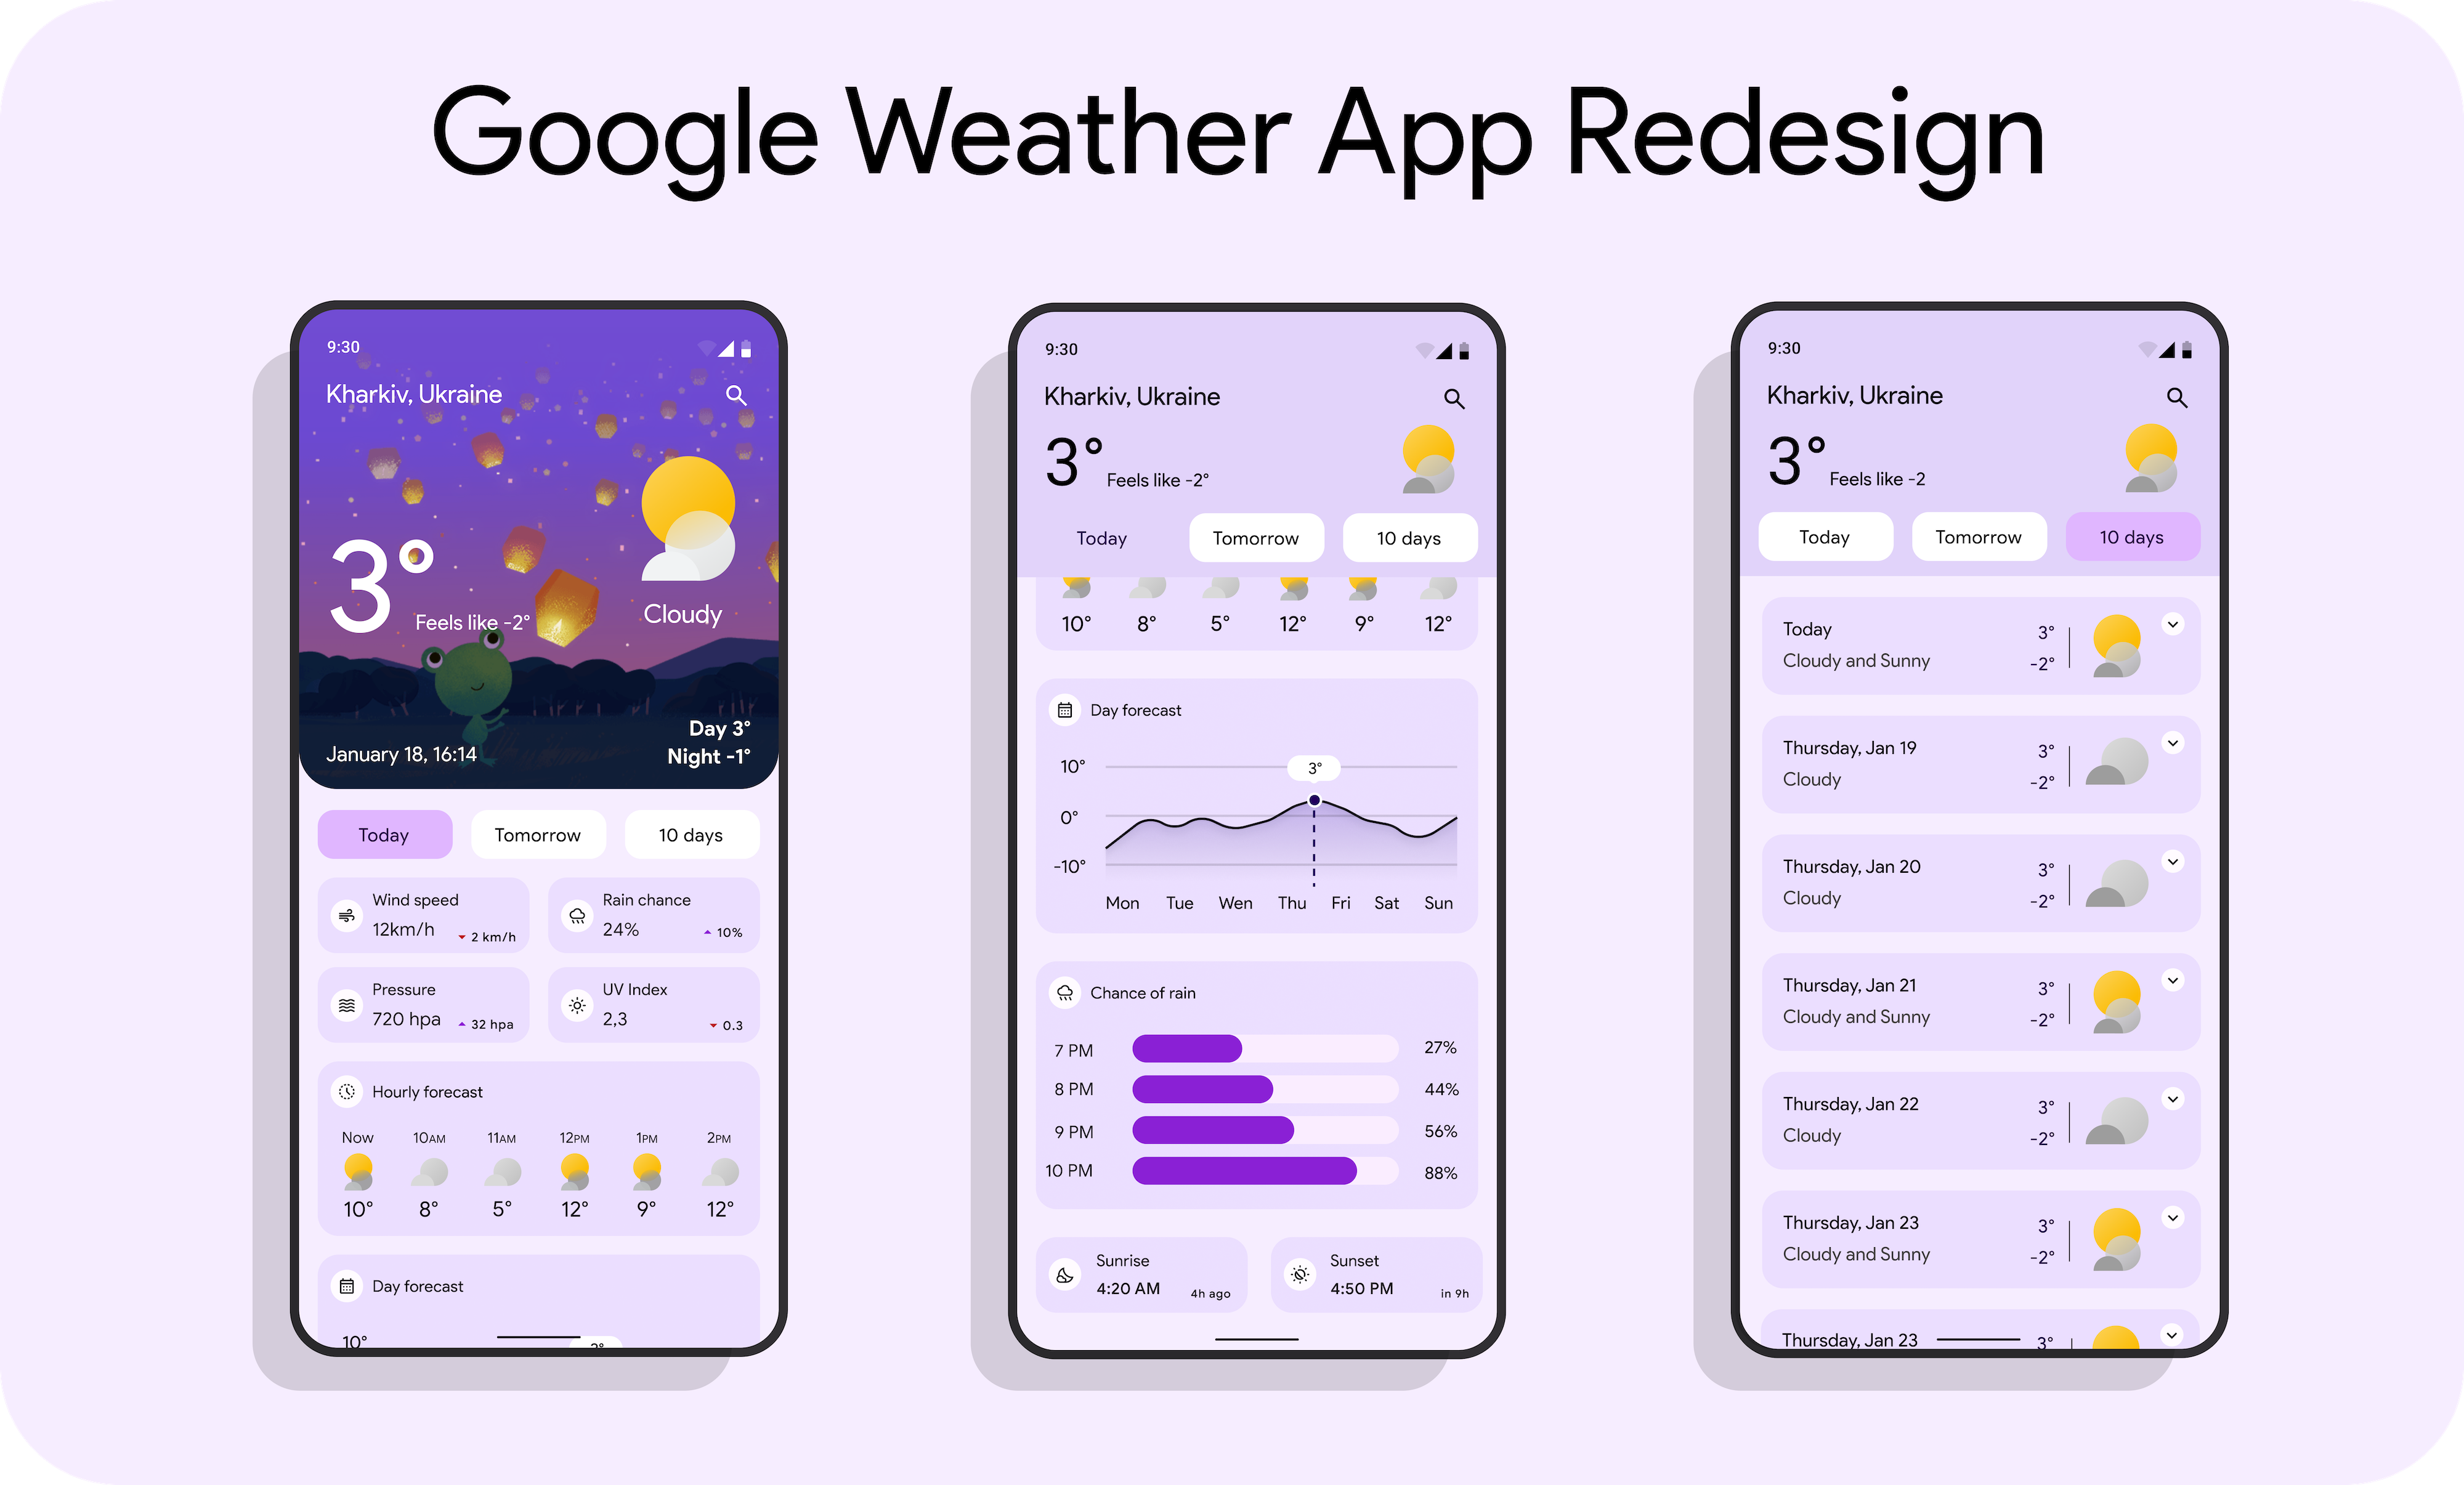 Google Weather App Redesign
9:30
Kharkiv, Ukraine
3°
Feels like -2°
Cloudy
Day 3°
January 18, 16:14
Night -1°
Today Tomorrow 10 days
Wind speed
12km/h 2 km/h
Rain chance
24% 10%
Pressure
720 hpa 32 hpa
UV Index
2,3 0.3
Hourly forecast
Now 10AM 11AM 12PM 1PM 2PM
10° 8° 5° 12° 9° 12°
Day forecast
10° 3°
9:30
Kharkiv, Ukraine
3° Feels like -2°
Today Tomorrow 10 days
10° 8° 5° 12° 9° 12°
Day forecast
3°
10°
0°
-10°
Mon Tue Wen Thu Fri Sat Sun
Chance of rain
7 PM 27%
8 PM 44%
9 PM 56%
10 PM 88%
Sunrise
4:20 AM 4h ago
Sunset
4:50 PM in 9h
9:30
Kharkiv, Ukraine
3° Feels like -2
Today Tomorrow 10 days
Today 3°
Cloudy and Sunny -2°
Thursday, Jan 19 3°
Cloudy -2°
Thursday, Jan 20 3°
Cloudy -2°
Thursday, Jan 21 3°
Cloudy and Sunny -2°
Thursday, Jan 22 3°
Cloudy -2°
Thursday, Jan 23 3°
Cloudy and Sunny -2°
Thursday, Jan 23 3°